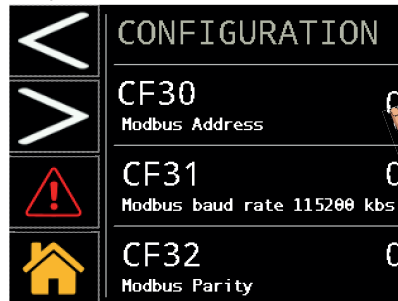 CONFIGURATION
CF30
Modbus Address
CF31
Modbus baud rate 115200 kbs
CF32
Modbus Parity